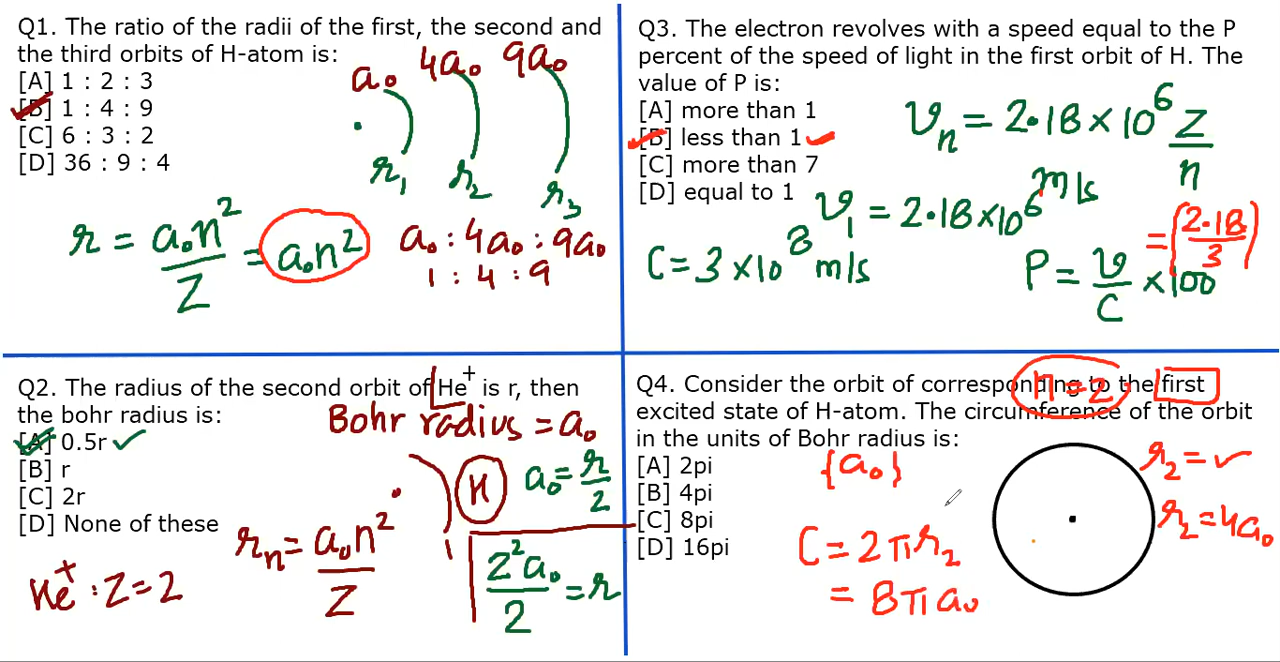 Q1. The ratio of the radii of the first, the second and
the third orbits of H-atom is:
[A] 1 : 2 : 3
[B] 1 : 4 : 9
[C] 6 : 3 : 2
[D] 36 : 9 : 4
a₀ 4a₀ 9a₀
r₁ r₂ r₃
r = a₀n²/Z = a₀n²
a₀ : 4a₀ : 9a₀
1 : 4 : 9
Q3. The electron revolves with a speed equal to the P
percent of the speed of light in the first orbit of H. The
value of P is:
[A] more than 1
[B] less than 1
[C] more than 7
[D] equal to 1
vₙ = 2.18 × 10⁶ Z/n
v₁ = 2.18 × 10⁶ m/s
C = 3 × 10⁸ m/s
P = v/C × 100
= (2.18/3)
Q2. The radius of the second orbit of He⁺ is r, then
the bohr radius is:
[A] 0.5r
[B] r
[C] 2r
[D] None of these
Bohr radius = a₀
H
a₀ = r/2
rₙ = a₀n²/Z
2²a₀/2 = r
He⁺ : Z = 2
Q4. Consider the orbit of corresponding to the first
excited state of H-atom. The circumference of the orbit
in the units of Bohr radius is:
[A] 2pi
[B] 4pi
[C] 8pi
[D] 16pi
n = 2
{a₀}
r₂ =
r₂ = 4a₀
C = 2πr₂
= 8πa₀